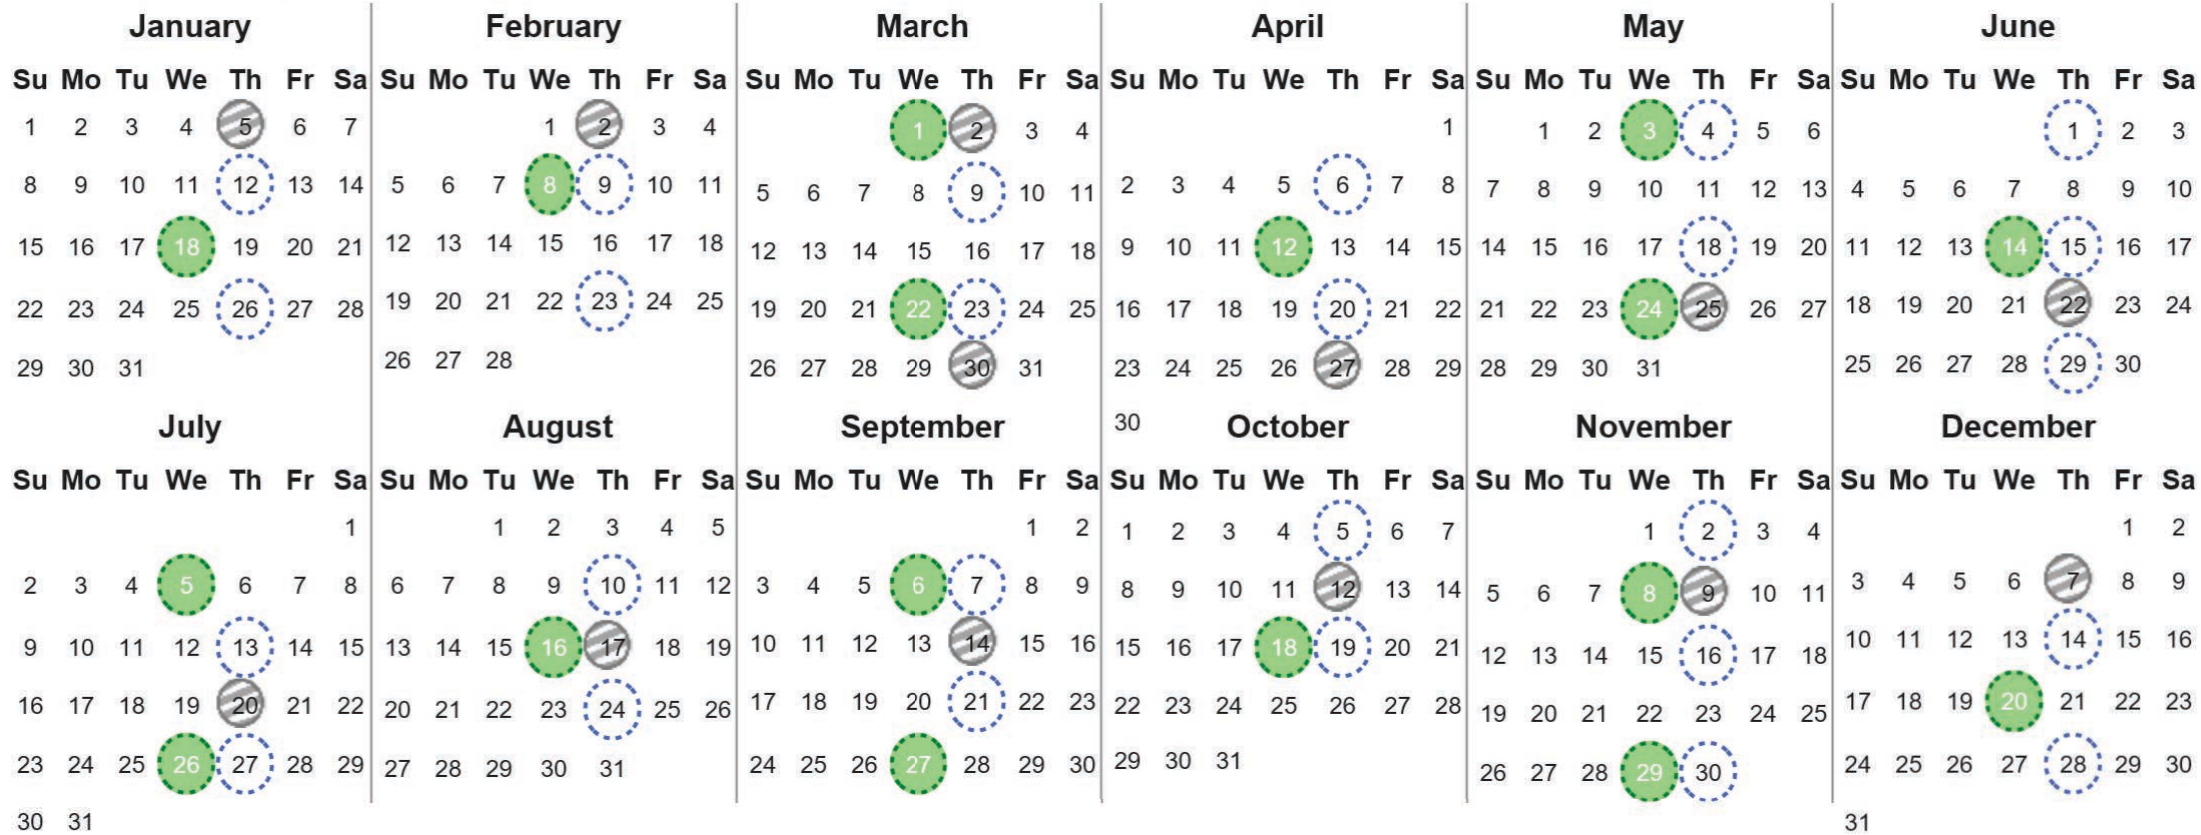 January
Su Mo Tu We Th Fr Sa
1 2 3 4 5 6 7
8 9 10 11 12 13 14
15 16 17 18 19 20 21
22 23 24 25 26 27 28
29 30 31
February
Su Mo Tu We Th Fr Sa
1 2 3 4
5 6 7 8 9 10 11
12 13 14 15 16 17 18
19 20 21 22 23 24 25
26 27 28
March
Su Mo Tu We Th Fr Sa
1 2 3 4
5 6 7 8 9 10 11
12 13 14 15 16 17 18
19 20 21 22 23 24 25
26 27 28 29 30 31
April
Su Mo Tu We Th Fr Sa
1
2 3 4 5 6 7 8
9 10 11 12 13 14 15
16 17 18 19 20 21 22
23 24 25 26 27 28 29
30
May
Su Mo Tu We Th Fr Sa
1 2 3 4 5 6
7 8 9 10 11 12 13
14 15 16 17 18 19 20
21 22 23 24 25 26 27
28 29 30 31
June
Su Mo Tu We Th Fr Sa
1 2 3
4 5 6 7 8 9 10
11 12 13 14 15 16 17
18 19 20 21 22 23 24
25 26 27 28 29 30
July
Su Mo Tu We Th Fr Sa
1
2 3 4 5 6 7 8
9 10 11 12 13 14 15
16 17 18 19 20 21 22
23 24 25 26 27 28 29
30 31
August
Su Mo Tu We Th Fr Sa
1 2 3 4 5
6 7 8 9 10 11 12
13 14 15 16 17 18 19
20 21 22 23 24 25 26
27 28 29 30 31
September
Su Mo Tu We Th Fr Sa
1 2
3 4 5 6 7 8 9
10 11 12 13 14 15 16
17 18 19 20 21 22 23
24 25 26 27 28 29 30
October
Su Mo Tu We Th Fr Sa
1 2 3 4 5 6 7
8 9 10 11 12 13 14
15 16 17 18 19 20 21
22 23 24 25 26 27 28
29 30 31
November
Su Mo Tu We Th Fr Sa
1 2 3 4
5 6 7 8 9 10 11
12 13 14 15 16 17 18
19 20 21 22 23 24 25
26 27 28 29 30
December
Su Mo Tu We Th Fr Sa
1 2
3 4 5 6 7 8 9
10 11 12 13 14 15 16
17 18 19 20 21 22 23
24 25 26 27 28 29 30
31